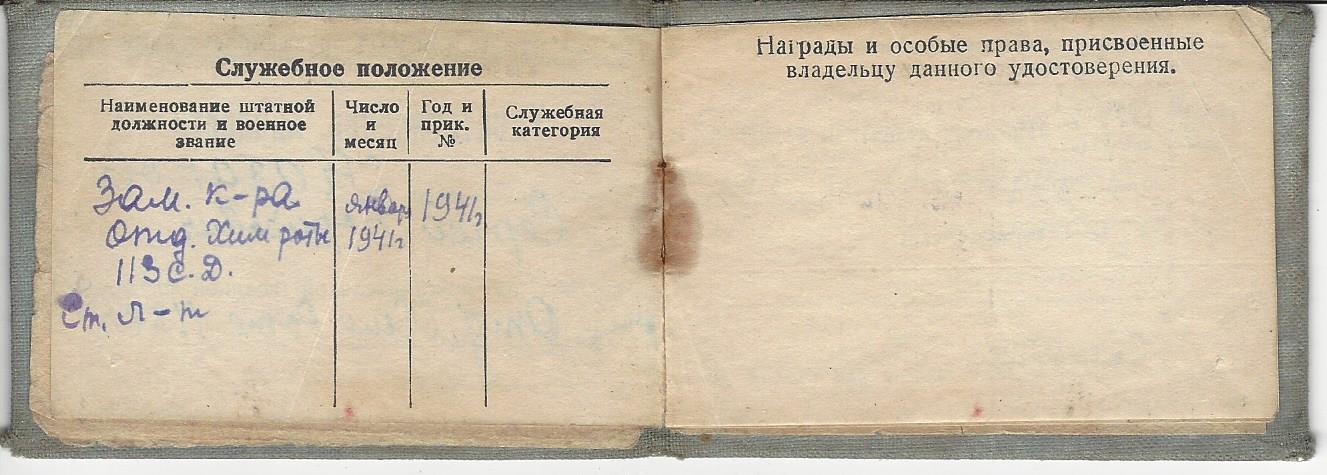 Служебное положение
Наименование штатной должности и военное звание
Число и месяц
Год и прик. №
Служебная категория
Зам. к-ра январь 1941г
Отд. Хим роты 1941г
113 С.Д.
Ст. Л-т
Награды и особые права, присвоенные
владельцу данного удостоверения.